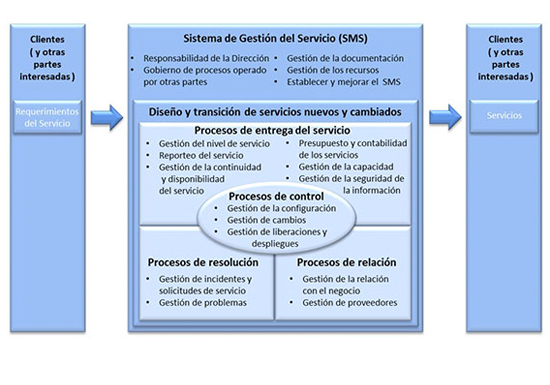 Clientes
( y otras
partes
interesadas )
Requerimientos
del Servicio
Sistema de Gestión del Servicio (SMS)
• Responsabilidad de la Dirección
• Gobierno de procesos operado
por otras partes
• Gestión de la documentación
• Gestión de los recursos
• Establecer y mejorar el SMS
Diseño y transición de servicios nuevos y cambiados
Procesos de entrega del servicio
• Gestión del nivel de servicio
• Reporteo del servicio
• Gestión de la continuidad
y disponibilidad
del servicio
• Presupuesto y contabilidad
de los servicios
• Gestión de la capacidad
• Gestión de la seguridad de
la información
Procesos de control
• Gestión de la configuración
• Gestión de cambios
• Gestión de liberaciones y
despliegues
Procesos de resolución
• Gestión de incidentes y
solicitudes de servicio
• Gestión de problemas
Procesos de relación
• Gestión de la relación
con el negocio
• Gestión de proveedores
Clientes
( y otras
partes
interesadas )
Servicios